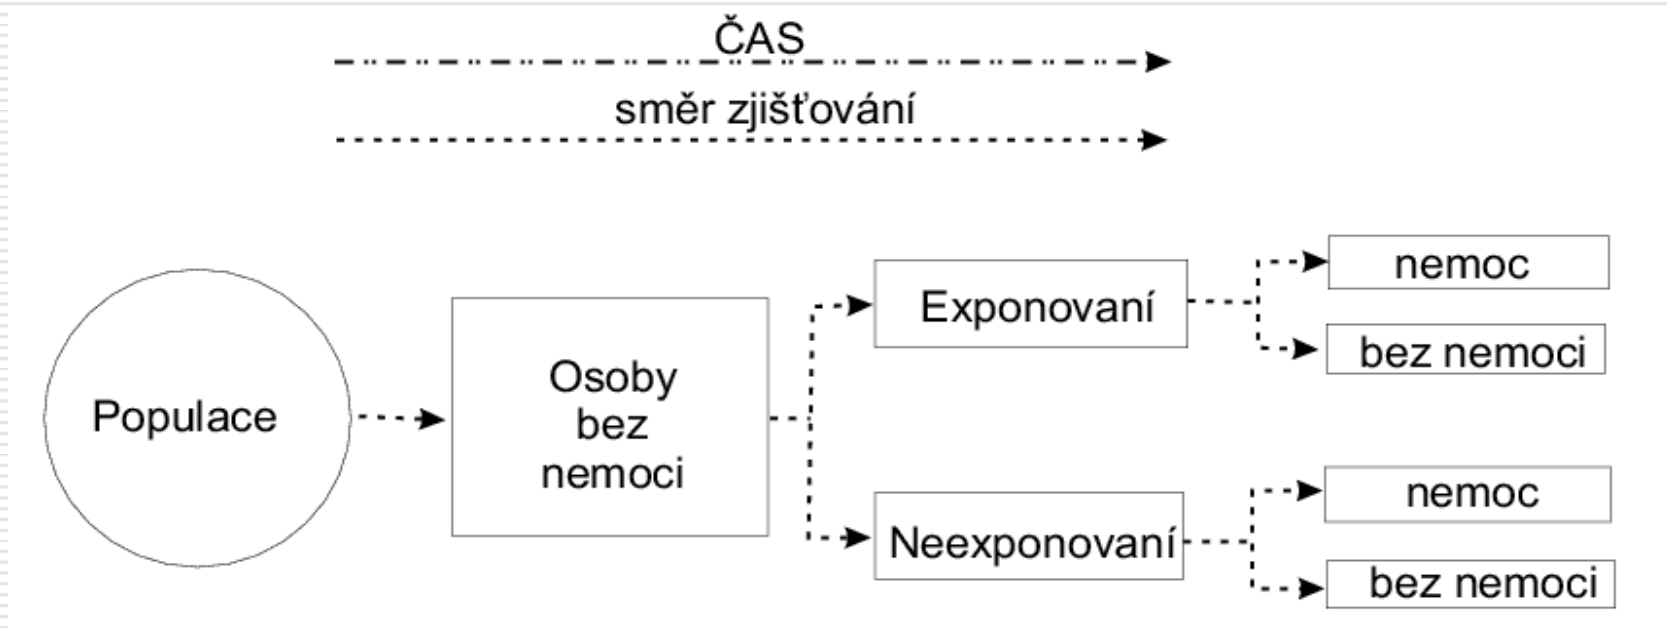 ČAS
směr zjišťování
Populace
Osoby
bez
nemoci
Exponovaní
nemoc
bez nemoci
Neexponovaní
nemoc
bez nemoci